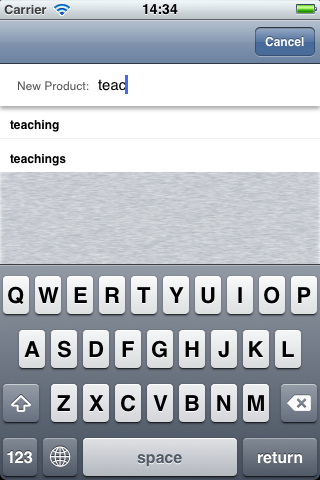 Carrier 14:34
Cancel
New Product: teac
teaching
teachings
Q W E R T Y U I O P
A S D F G H J K L
Z X C V B N M
123 space return